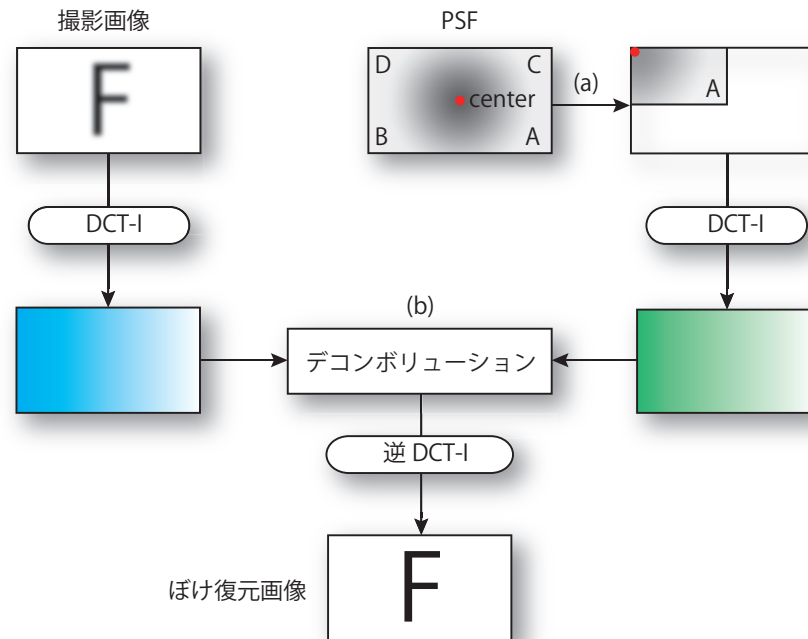 撮影画像
PSF
F
D
C
center
B
A
(a)
A
DCT-I
DCT-I
(b)
デコンボリューション
逆 DCT-I
ぼけ復元画像
F